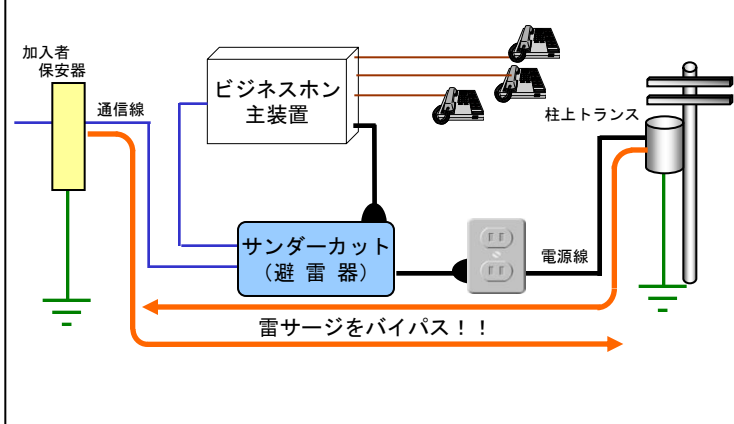 加入者
保安器
通信線
ビジネスホン
主装置
柱上トランス
サンダーカット
（避 雷 器）
電源線
雷サージをバイパス！！